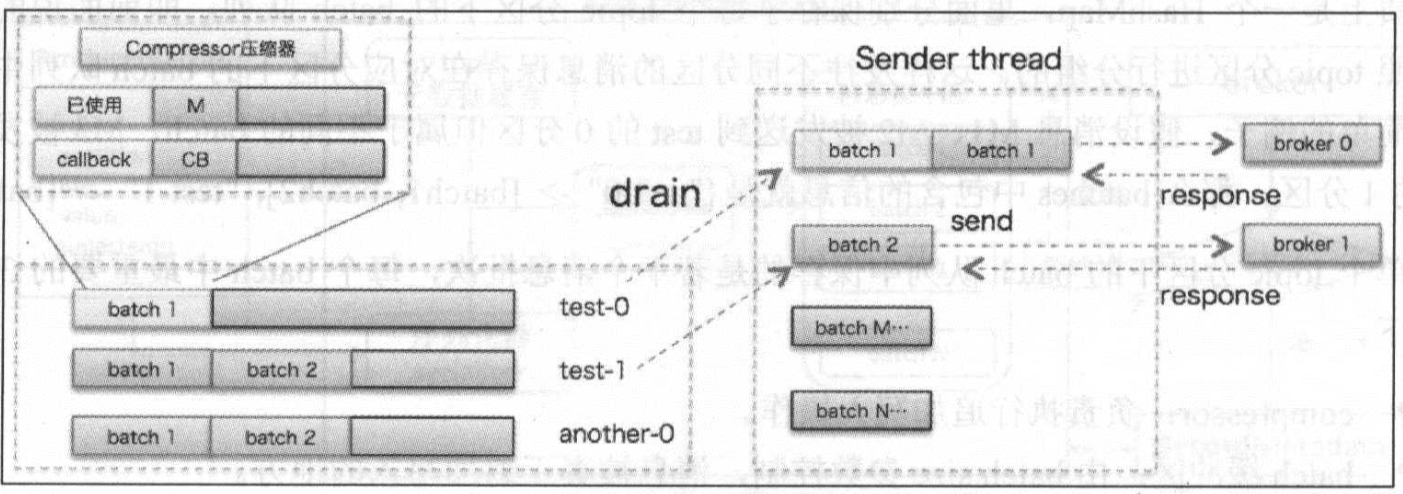 Compressor压缩器
已使用 M
callback CB
batch 1
test-0
batch 1 batch 2
test-1
batch 1 batch 2
another-0
drain
Sender thread
batch 1 batch 1
broker 0
response
send
batch 2
broker 1
response
batch M…
batch N…